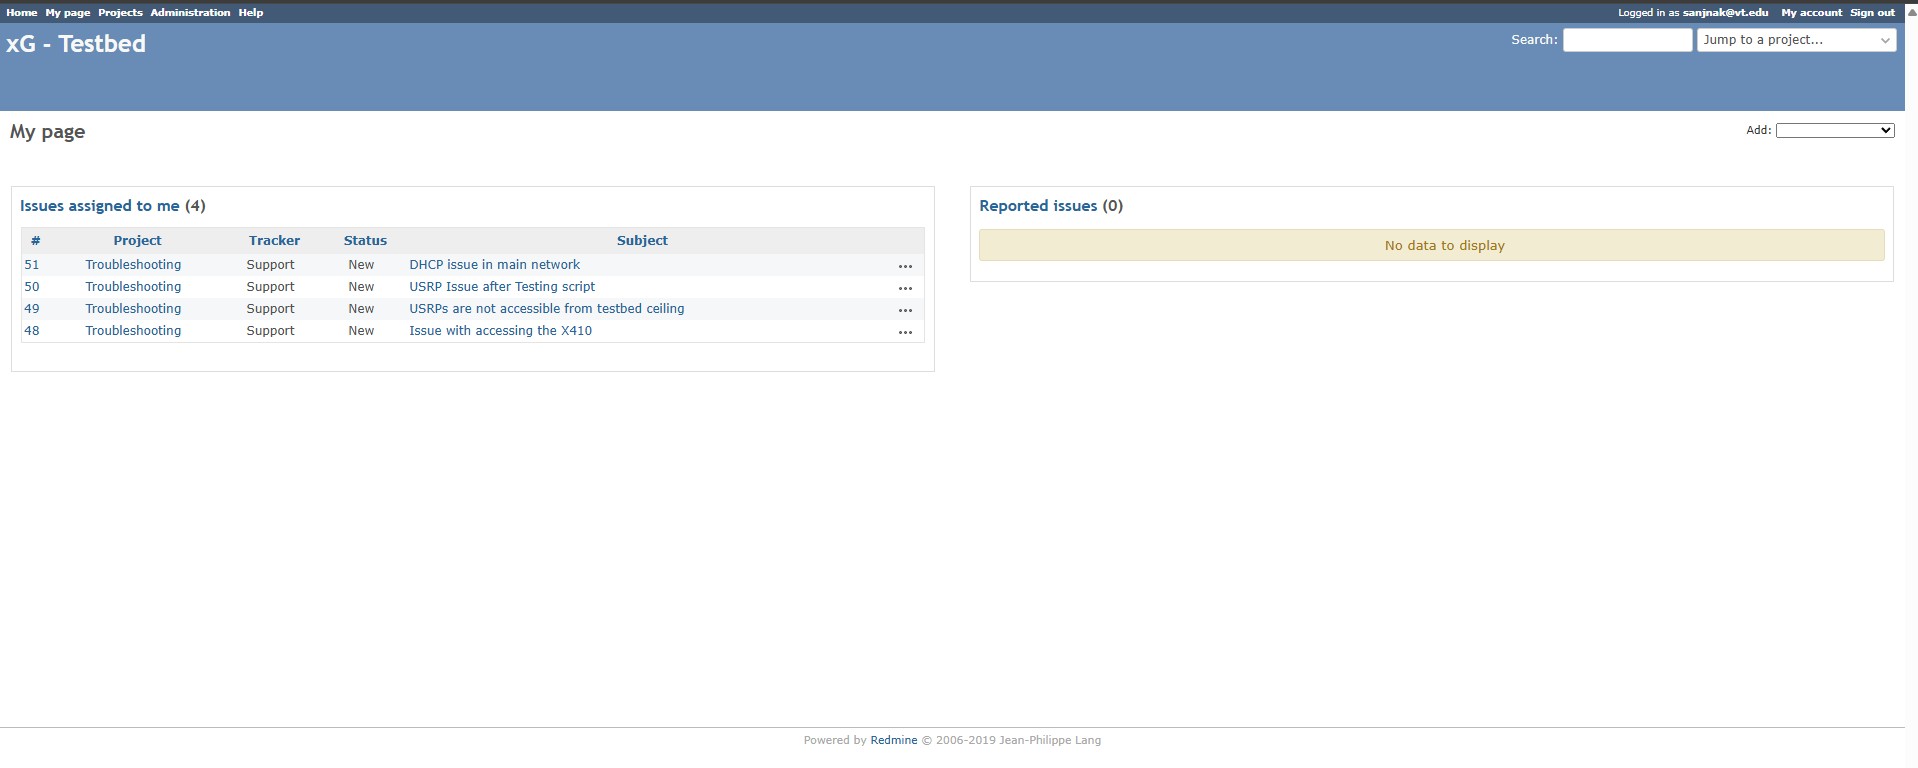 Home My page Projects Administration Help Logged in as sanjnak@vt.edu My account Sign out
xG - Testbed
Search: Jump to a project...
My page
Add:
Issues assigned to me (4)
# Project Tracker Status Subject
51 Troubleshooting Support New DHCP issue in main network ...
50 Troubleshooting Support New USRP Issue after Testing script ...
49 Troubleshooting Support New USRPs are not accessible from testbed ceiling ...
48 Troubleshooting Support New Issue with accessing the X410 ...
Reported issues (0)
No data to display
Powered by Redmine © 2006-2019 Jean-Philippe Lang